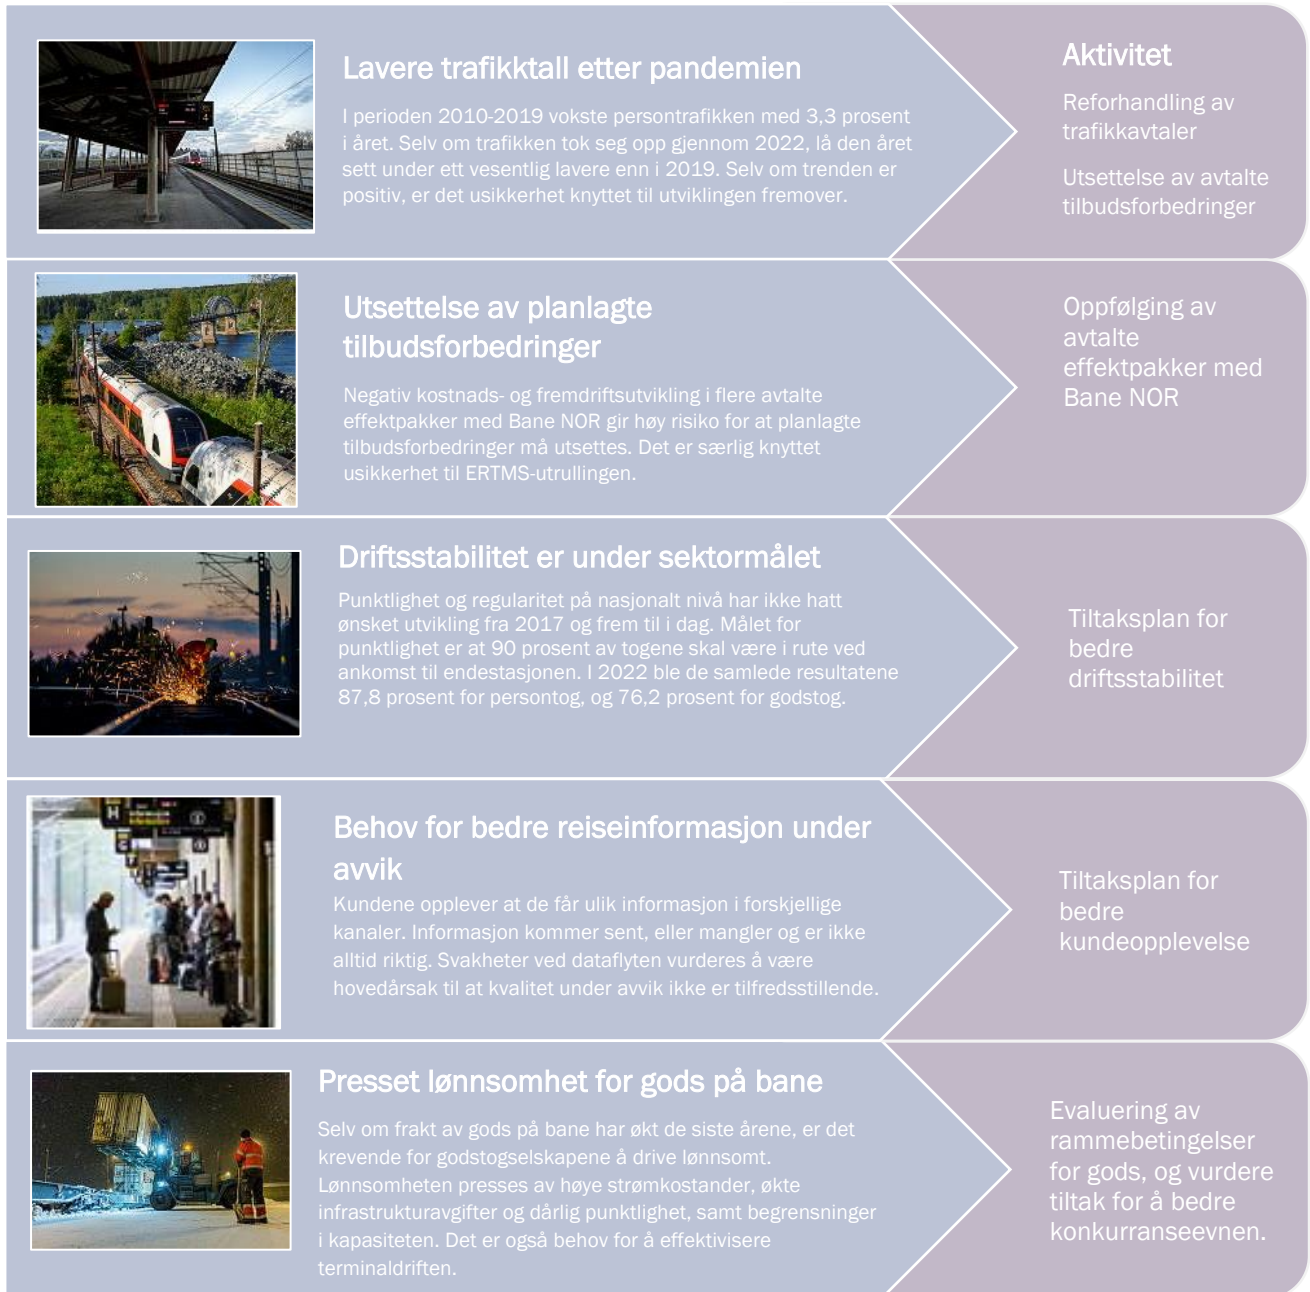 Lavere trafikktall etter pandemien
I perioden 2010-2019 vokste persontrafikken med 3,3 prosent
i året. Selv om trafikken tok seg opp gjennom 2022, lå den året
sett under ett vesentlig lavere enn i 2019. Selv om trenden er
positiv, er det usikkerhet knyttet til utviklingen fremover.
Aktivitet
Reforhandling av
trafikkavtaler
Utsettelse av avtalte
tilbudsforbedringer
Utsettelse av planlagte
tilbudsforbedringer
Negativ kostnads- og fremdriftsutvikling i flere avtalte
effektpakker med Bane NOR gir høy risiko for at planlagte
tilbudsforbedringer må utsettes. Det er særlig knyttet
usikkerhet til ERTMS-utrullingen.
Oppfølging av
avtalte
effektpakker med
Bane NOR
Driftsstabilitet er under sektormålet
Punktlighet og regularitet på nasjonalt nivå har ikke hatt
ønsket utvikling fra 2017 og frem til i dag. Målet for
punktlighet er at 90 prosent av togene skal være i rute ved
ankomst til endestasjonen. I 2022 ble de samlede resultatene
87,8 prosent for persontog, og 76,2 prosent for godstog.
Tiltaksplan for
bedre
driftsstabilitet
Behov for bedre reiseinformasjon under
avvik
Kundene opplever at de får ulik informasjon i forskjellige
kanaler. Informasjon kommer sent, eller mangler og er ikke
alltid riktig. Svakheter ved dataflyten vurderes å være
hovedårsak til at kvalitet under avvik ikke er tilfredsstillende.
Tiltaksplan for
bedre
kundeopplevelse
Presset lønnsomhet for gods på bane
Selv om frakt av gods på bane har økt de siste årene, er det
krevende for godstogselskapene å drive lønnsomt.
Lønnsomheten presses av høye strømkostander, økte
infrastrukturavgifter og dårlig punktlighet, samt begrensninger
i kapasiteten. Det er også behov for å effektivisere
terminaldriften.
Evaluering av
rammebetingelser
for gods, og vurdere
tiltak for å bedre
konkurranseevnen.